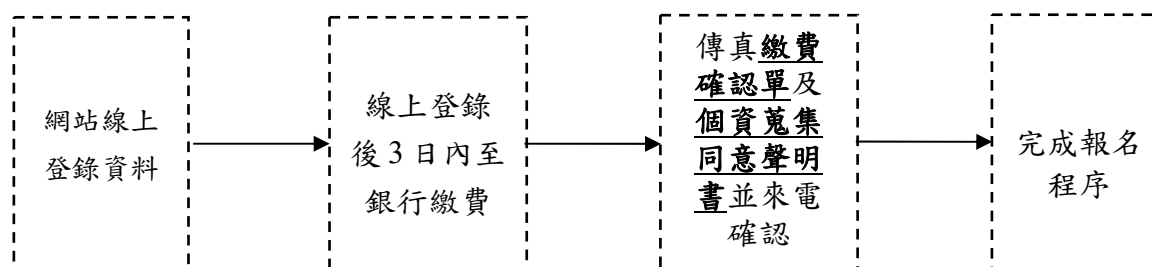 網站線上
登錄資料
線上登錄
後 3 日內至
銀行繳費
傳真繳費
確認單及
個資蒐集
同意聲明
書並來電
確認
完成報名
程序